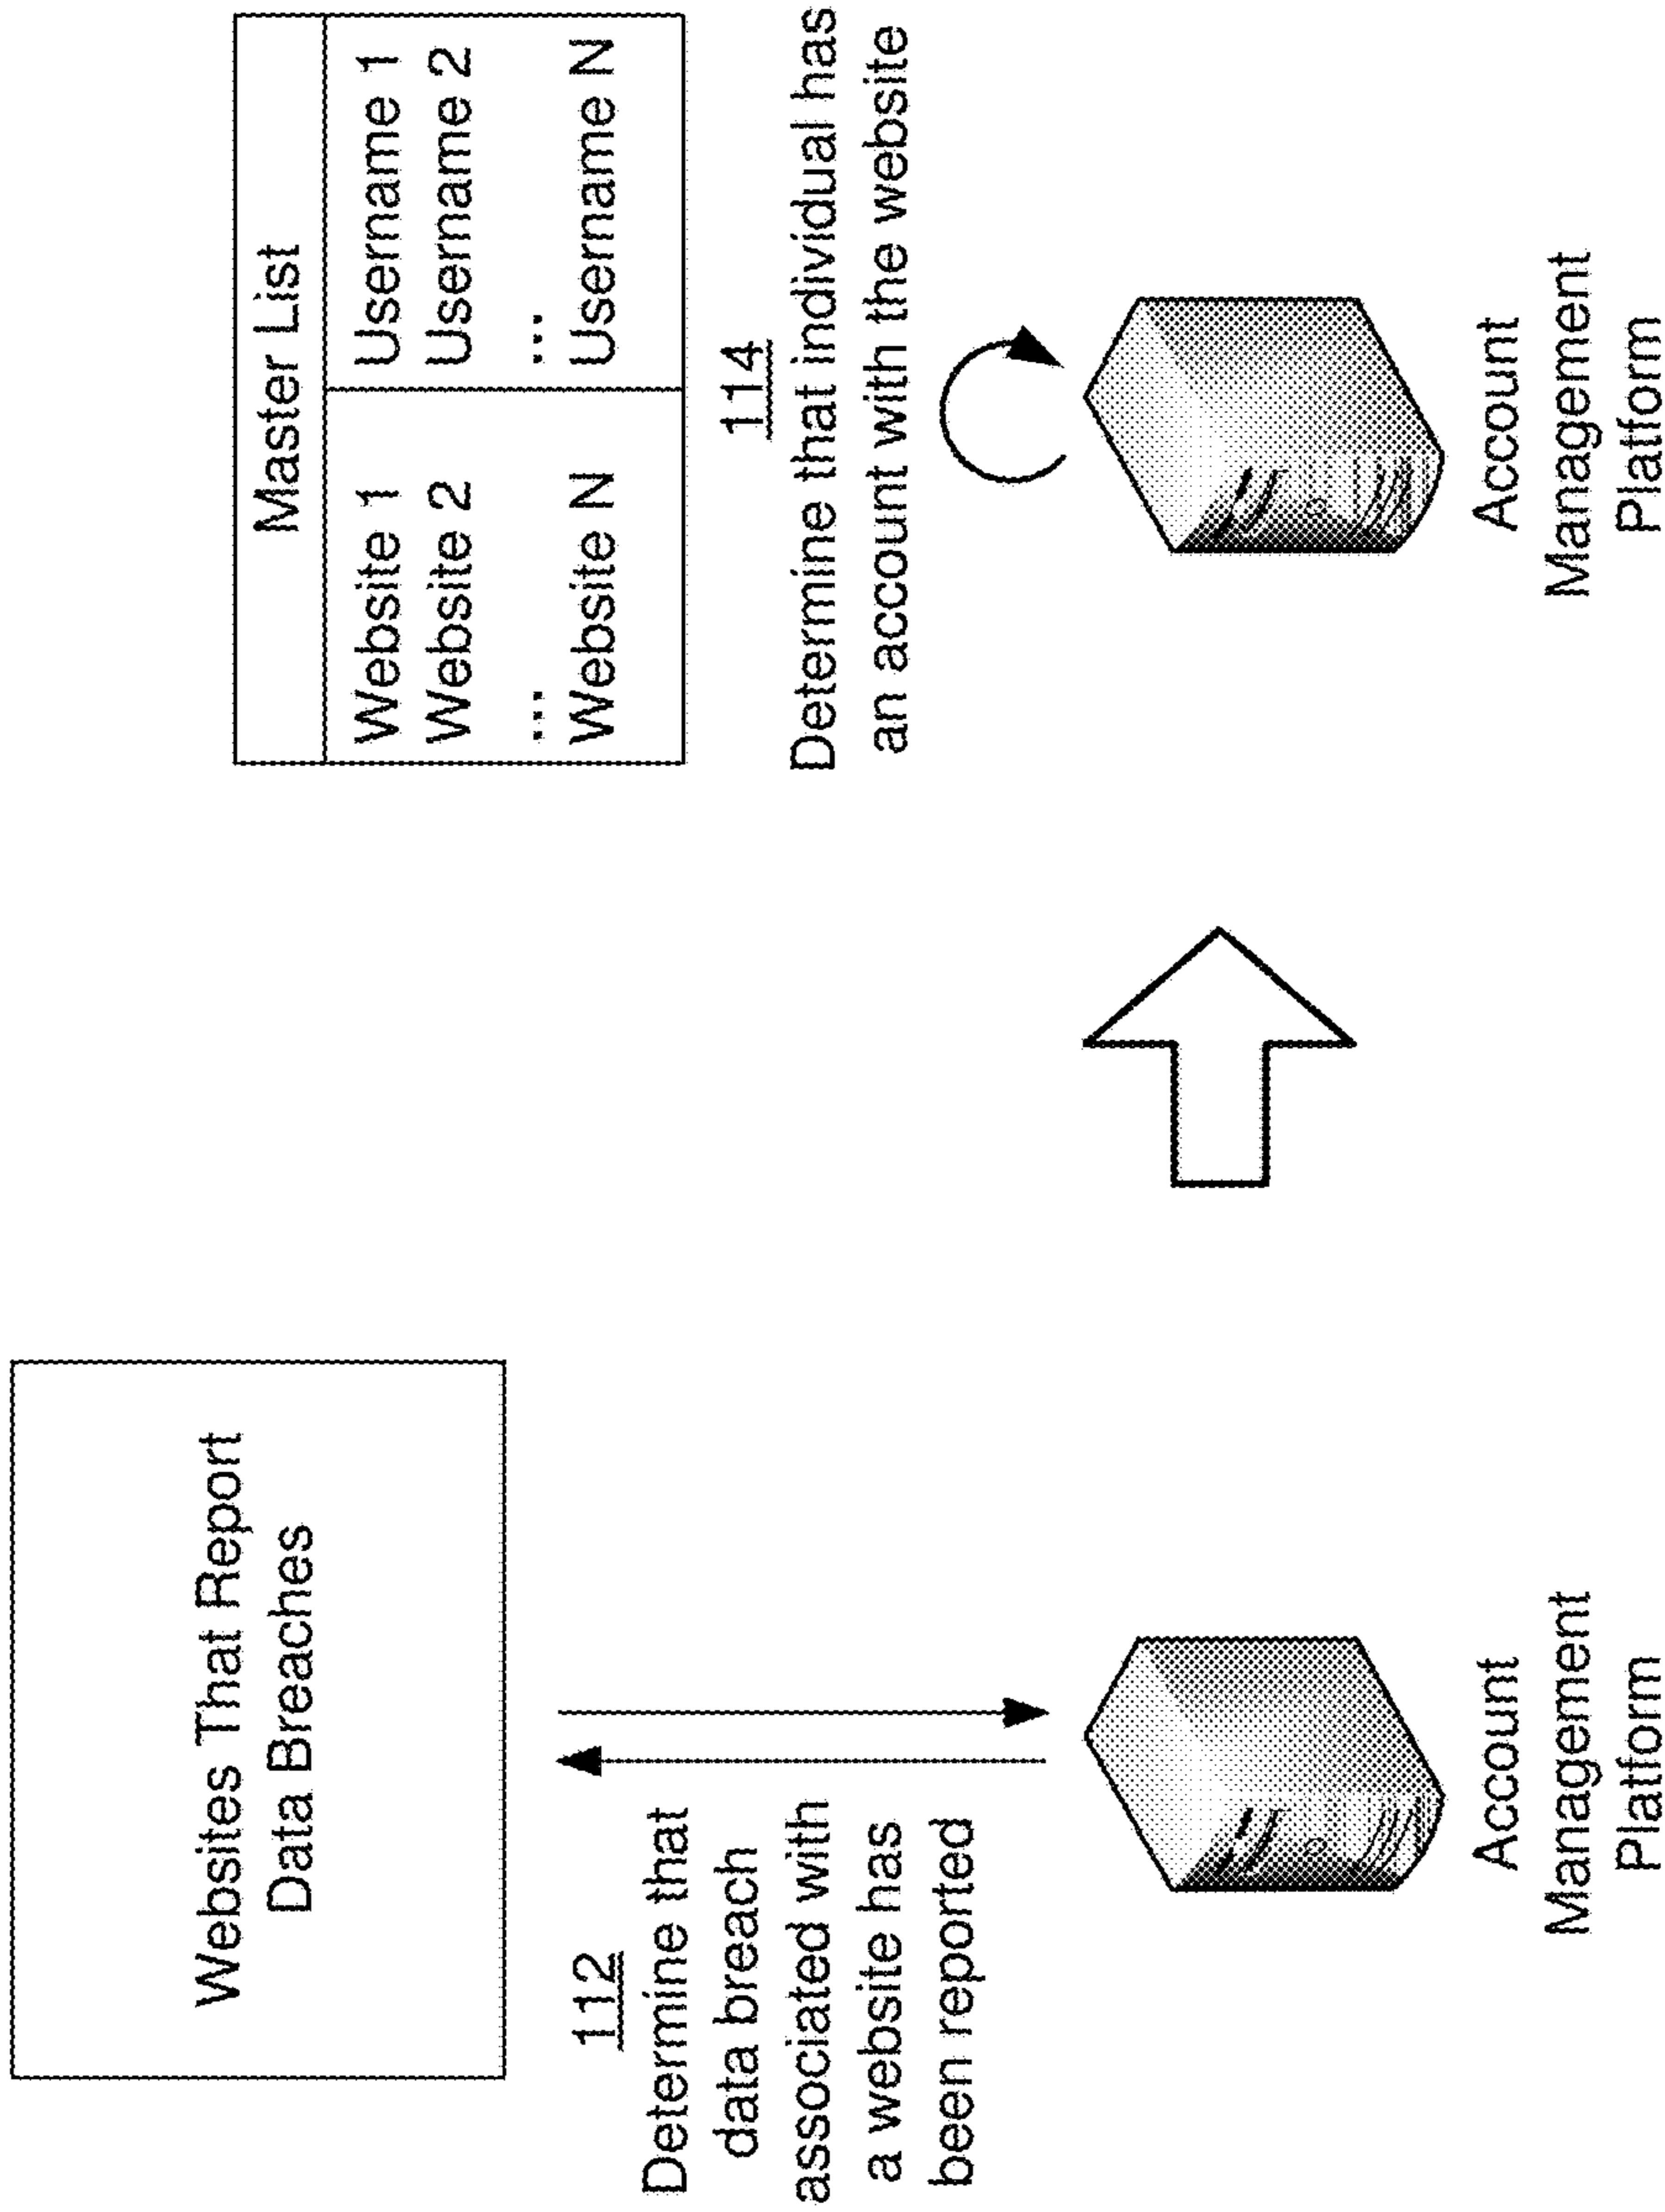 Websites That Report
Data Breaches
112
Determine that
data breach
associated with
a website has
been reported
Account
Management
Platform
Master List
Website 1 Username 1
Website 2 Username 2
... ...
Website N Username N
114
Determine that individual has
an account with the website
Account
Management
Platform